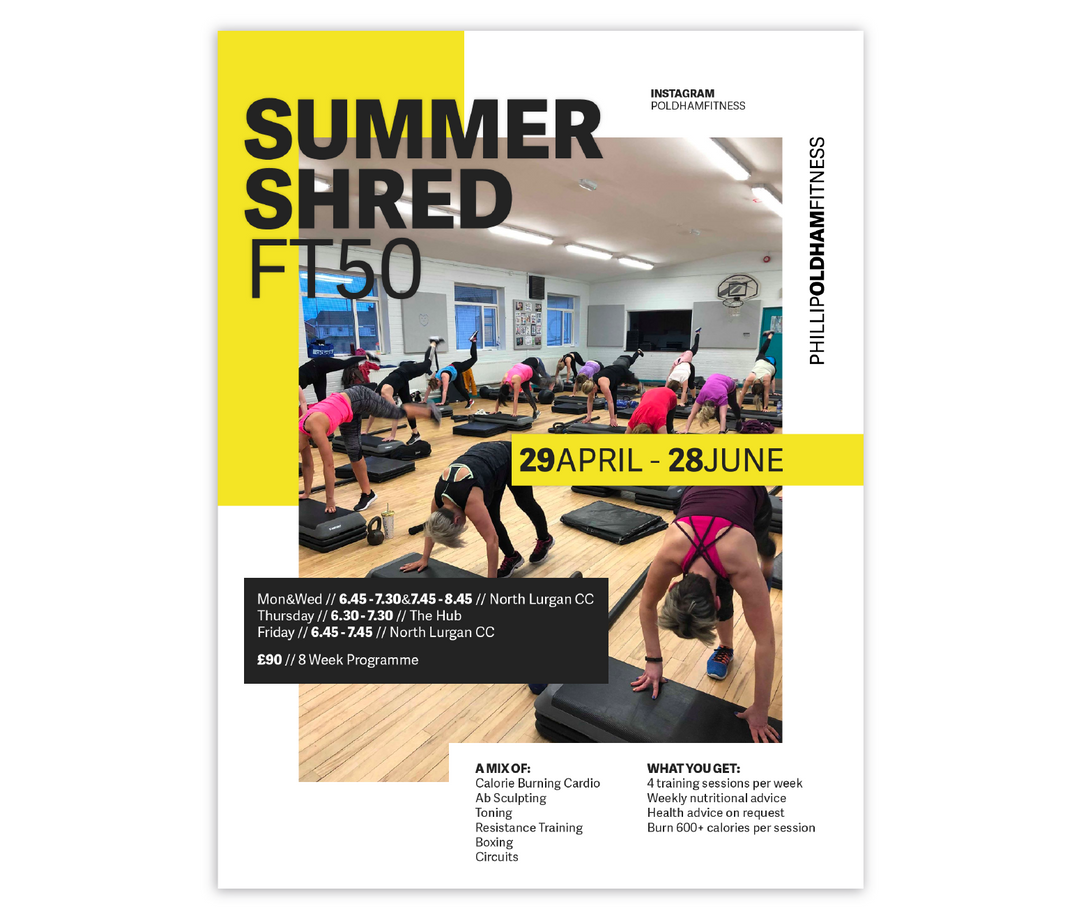 SUMMER
SHRED
FT50
INSTAGRAM
POLDHAMFITNESS
PHILLIPOLDHAMFITNESS
29APRIL - 28JUNE
Mon&Wed // 6.45 - 7.30&7.45 - 8.45 // North Lurgan CC
Thursday // 6.30 - 7.30 // The Hub
Friday // 6.45 - 7.45 // North Lurgan CC
£90 // 8 Week Programme
A MIX OF:
Calorie Burning Cardio
Ab Sculpting
Toning
Resistance Training
Boxing
Circuits
WHAT YOU GET:
4 training sessions per week
Weekly nutritional advice
Health advice on request
Burn 600+ calories per session